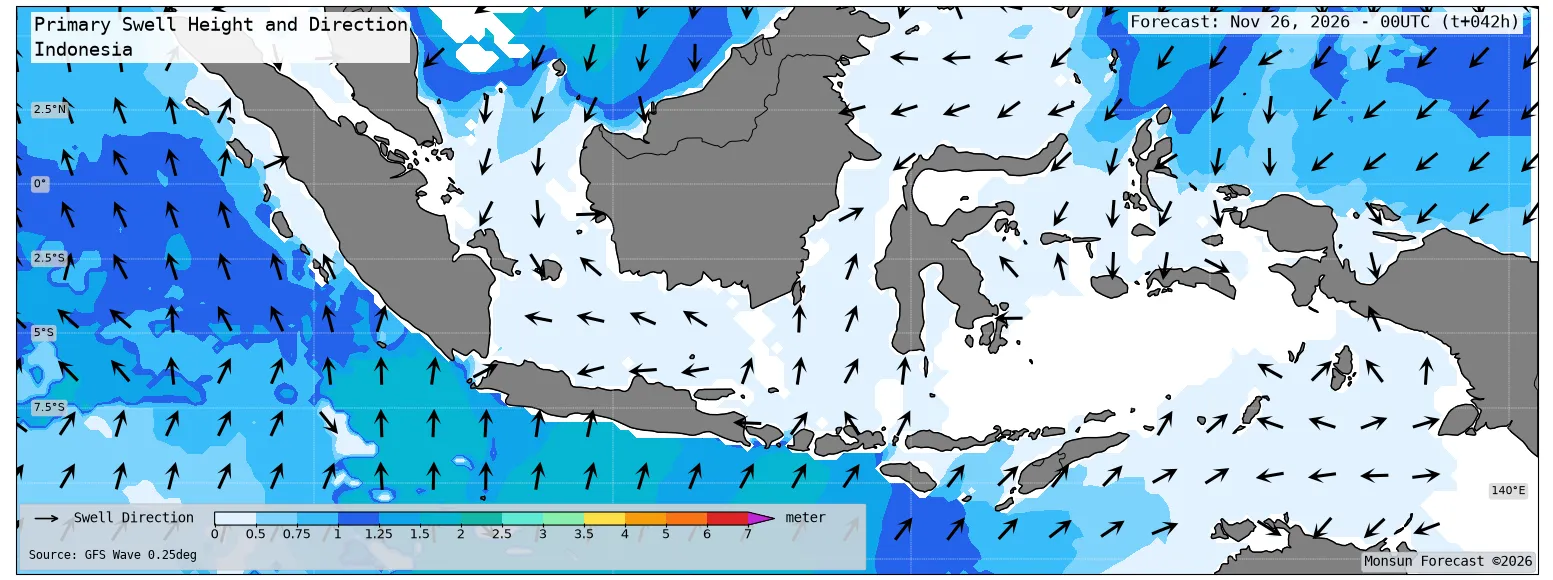 Primary Swell Height and Direction
Indonesia
Forecast: Nov 26, 2026 - 00UTC (t+042h)
2.5°N
0°
2.5°S
5°S
7.5°S
140°E
Swell Direction
0 0.5 0.75 1 1.25 1.5 2 2.5 3 3.5 4 5 6 7
meter
Source: GFS Wave 0.25deg
Monsun Forecast ©2026